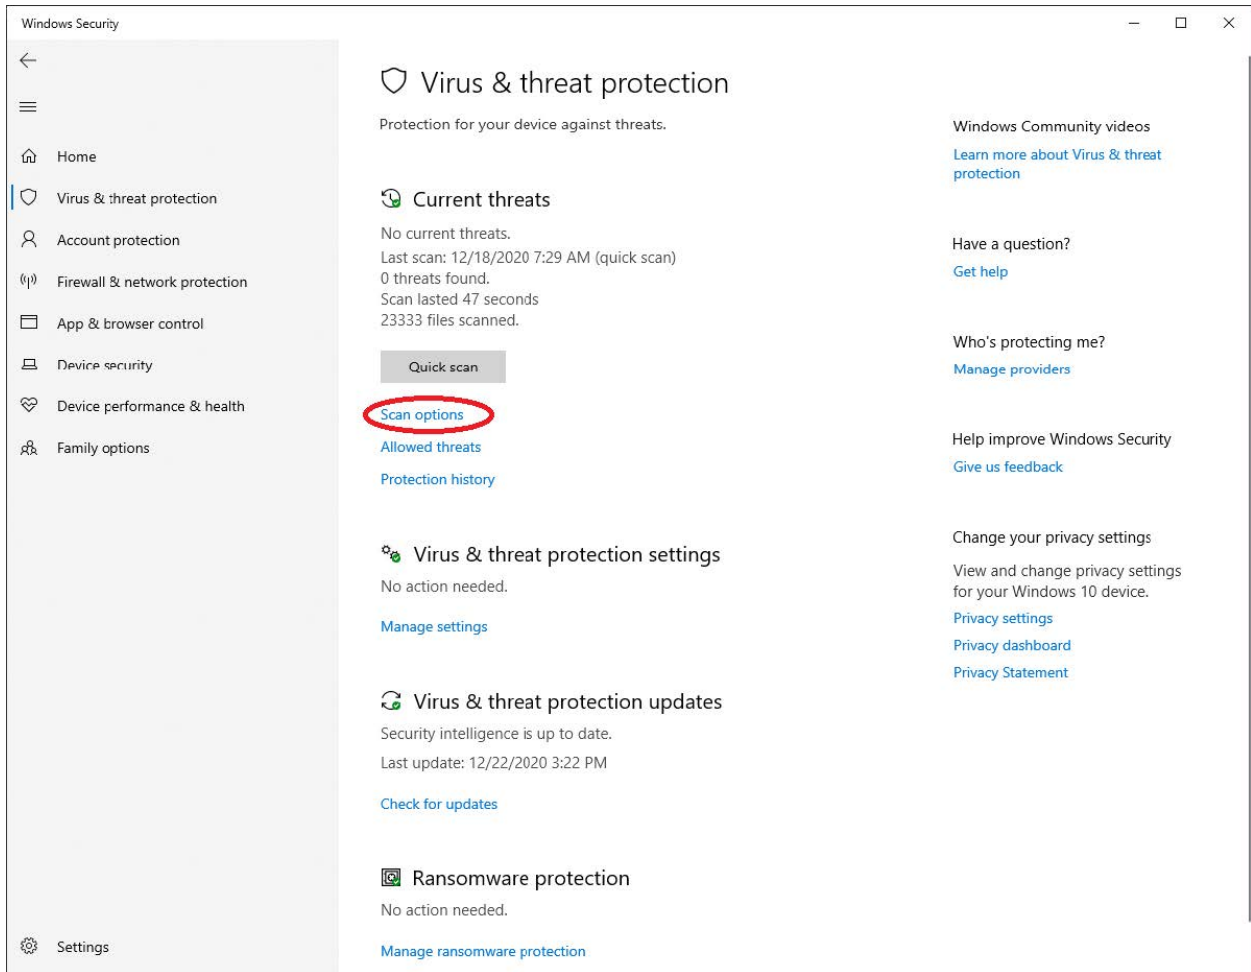 Windows Security
Home
Virus & threat protection
Account protection
Firewall & network protection
App & browser control
Device security
Device performance & health
Family options
Settings
Virus & threat protection
Protection for your device against threats.
Current threats
No current threats.
Last scan: 12/18/2020 7:29 AM (quick scan)
0 threats found.
Scan lasted 47 seconds
23333 files scanned.
Quick scan
Scan options
Allowed threats
Protection history
Virus & threat protection settings
No action needed.
Manage settings
Virus & threat protection updates
Security intelligence is up to date.
Last update: 12/22/2020 3:22 PM
Check for updates
Ransomware protection
No action needed.
Manage ransomware protection
Windows Community videos
Learn more about Virus & threat
protection
Have a question?
Get help
Who's protecting me?
Manage providers
Help improve Windows Security
Give us feedback
Change your privacy settings
View and change privacy settings
for your Windows 10 device.
Privacy settings
Privacy dashboard
Privacy Statement